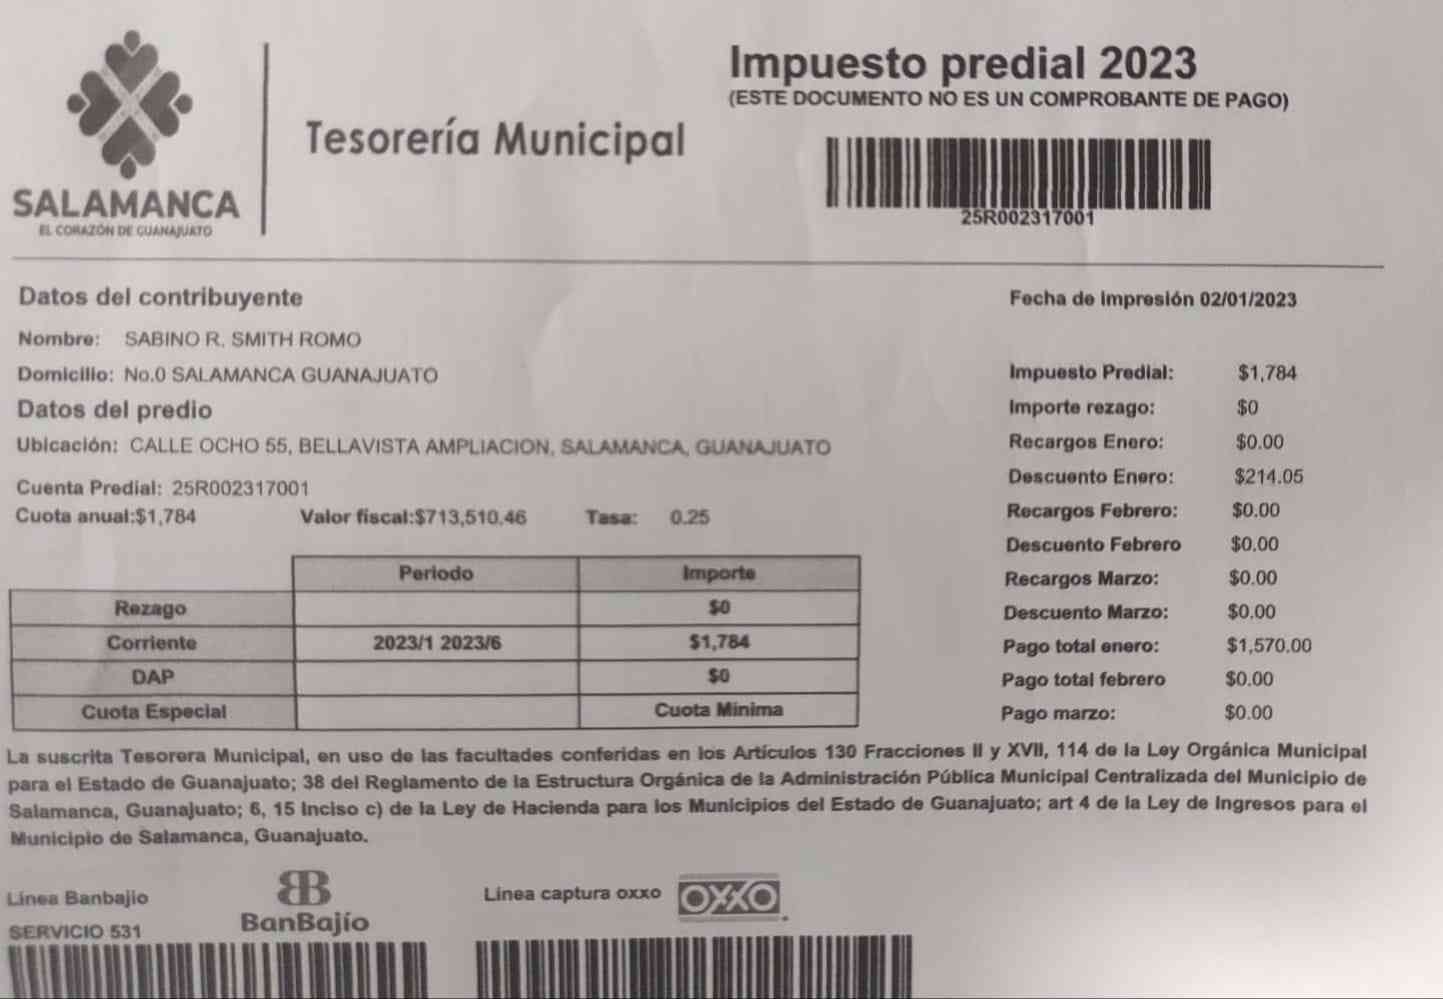 SALAMANCA
EL CORAZÓN DE GUANAJUATO
Tesorería Municipal
Impuesto predial 2023
(ESTE DOCUMENTO NO ES UN COMPROBANTE DE PAGO)
25R002317001
Datos del contribuyente
Nombre: SABINO R. SMITH ROMO
Domicilio: No.0 SALAMANCA GUANAJUATO
Datos del predio
Ubicación: CALLE OCHO 55, BELLAVISTA AMPLIACION, SALAMANCA, GUANAJUATO
Cuenta Predial: 25R002317001
Cuota anual:$1,784 Valor fiscal:$713,510.46 Tasa: 0.25
Periodo Importe
Rezago $0
Corriente 2023/1 2023/6 $1,784
DAP $0
Cuota Especial Cuota Minima
Fecha de impresión 02/01/2023
Impuesto Predial: $1,784
Importe rezago: $0
Recargos Enero: $0.00
Descuento Enero: $214.05
Recargos Febrero: $0.00
Descuento Febrero $0.00
Recargos Marzo: $0.00
Descuento Marzo: $0.00
Pago total enero: $1,570.00
Pago total febrero $0.00
Pago marzo: $0.00
La suscrita Tesorera Municipal, en uso de las facultades conferidas en los Artículos 130 Fracciones II y XVII, 114 de la Ley Orgánica Municipal
para el Estado de Guanajuato; 38 del Reglamento de la Estructura Orgánica de la Administración Pública Municipal Centralizada del Municipio de
Salamanca, Guanajuato; 6, 15 Inciso c) de la Ley de Hacienda para los Municipios del Estado de Guanajuato; art 4 de la Ley de Ingresos para el
Municipio de Salamanca, Guanajuato.
Línea Banbajio
SERVICIO 531
BanBajío
Línea captura oxxo
OXXO